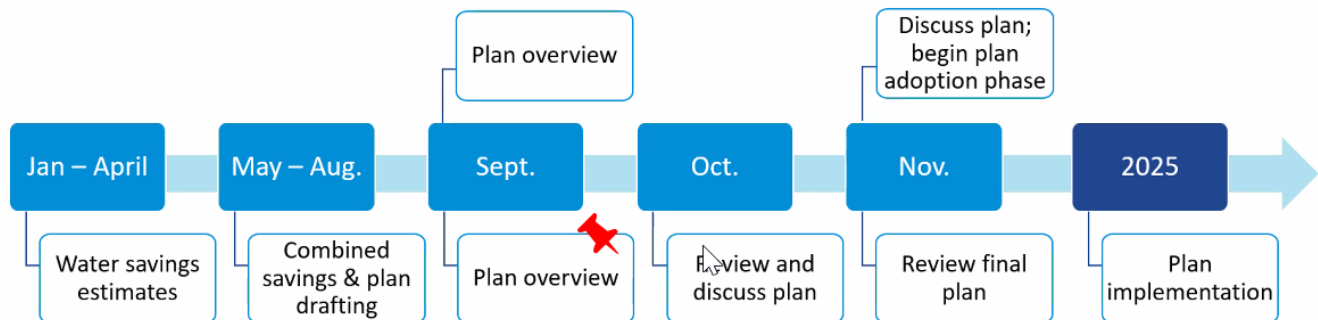 Plan overview
Discuss plan;
begin plan
adoption phase
Jan – April
May – Aug.
Sept.
Oct.
Nov.
2025
Water savings
estimates
Combined
savings & plan
drafting
Plan overview
Review and
discuss plan
Review final
plan
Plan
implementation